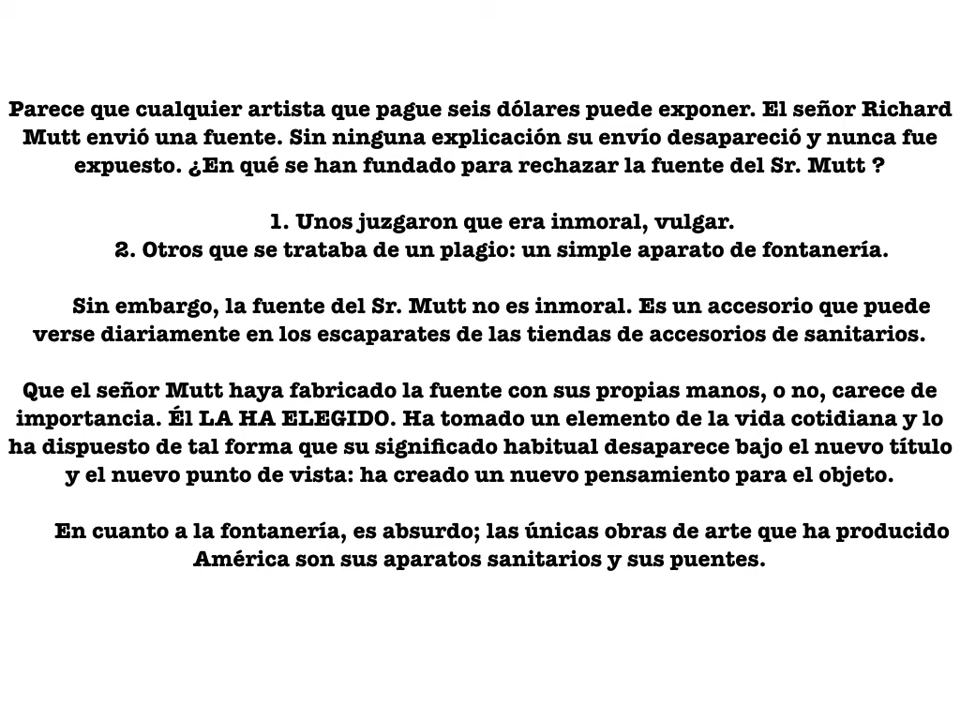 Parece que cualquier artista que pague seis dólares puede exponer. El señor Richard
Mutt envió una fuente. Sin ninguna explicación su envío desapareció y nunca fue
expuesto. ¿En qué se han fundado para rechazar la fuente del Sr. Mutt ?
1. Unos juzgaron que era inmoral, vulgar.
2. Otros que se trataba de un plagio: un simple aparato de fontanería.
Sin embargo, la fuente del Sr. Mutt no es inmoral. Es un accesorio que puede
verse diariamente en los escaparates de las tiendas de accesorios de sanitarios.
Que el señor Mutt haya fabricado la fuente con sus propias manos, o no, carece de
importancia. Él LA HA ELEGIDO. Ha tomado un elemento de la vida cotidiana y lo
ha dispuesto de tal forma que su significado habitual desaparece bajo el nuevo título
y el nuevo punto de vista: ha creado un nuevo pensamiento para el objeto.
En cuanto a la fontanería, es absurdo; las únicas obras de arte que ha producido
América son sus aparatos sanitarios y sus puentes.